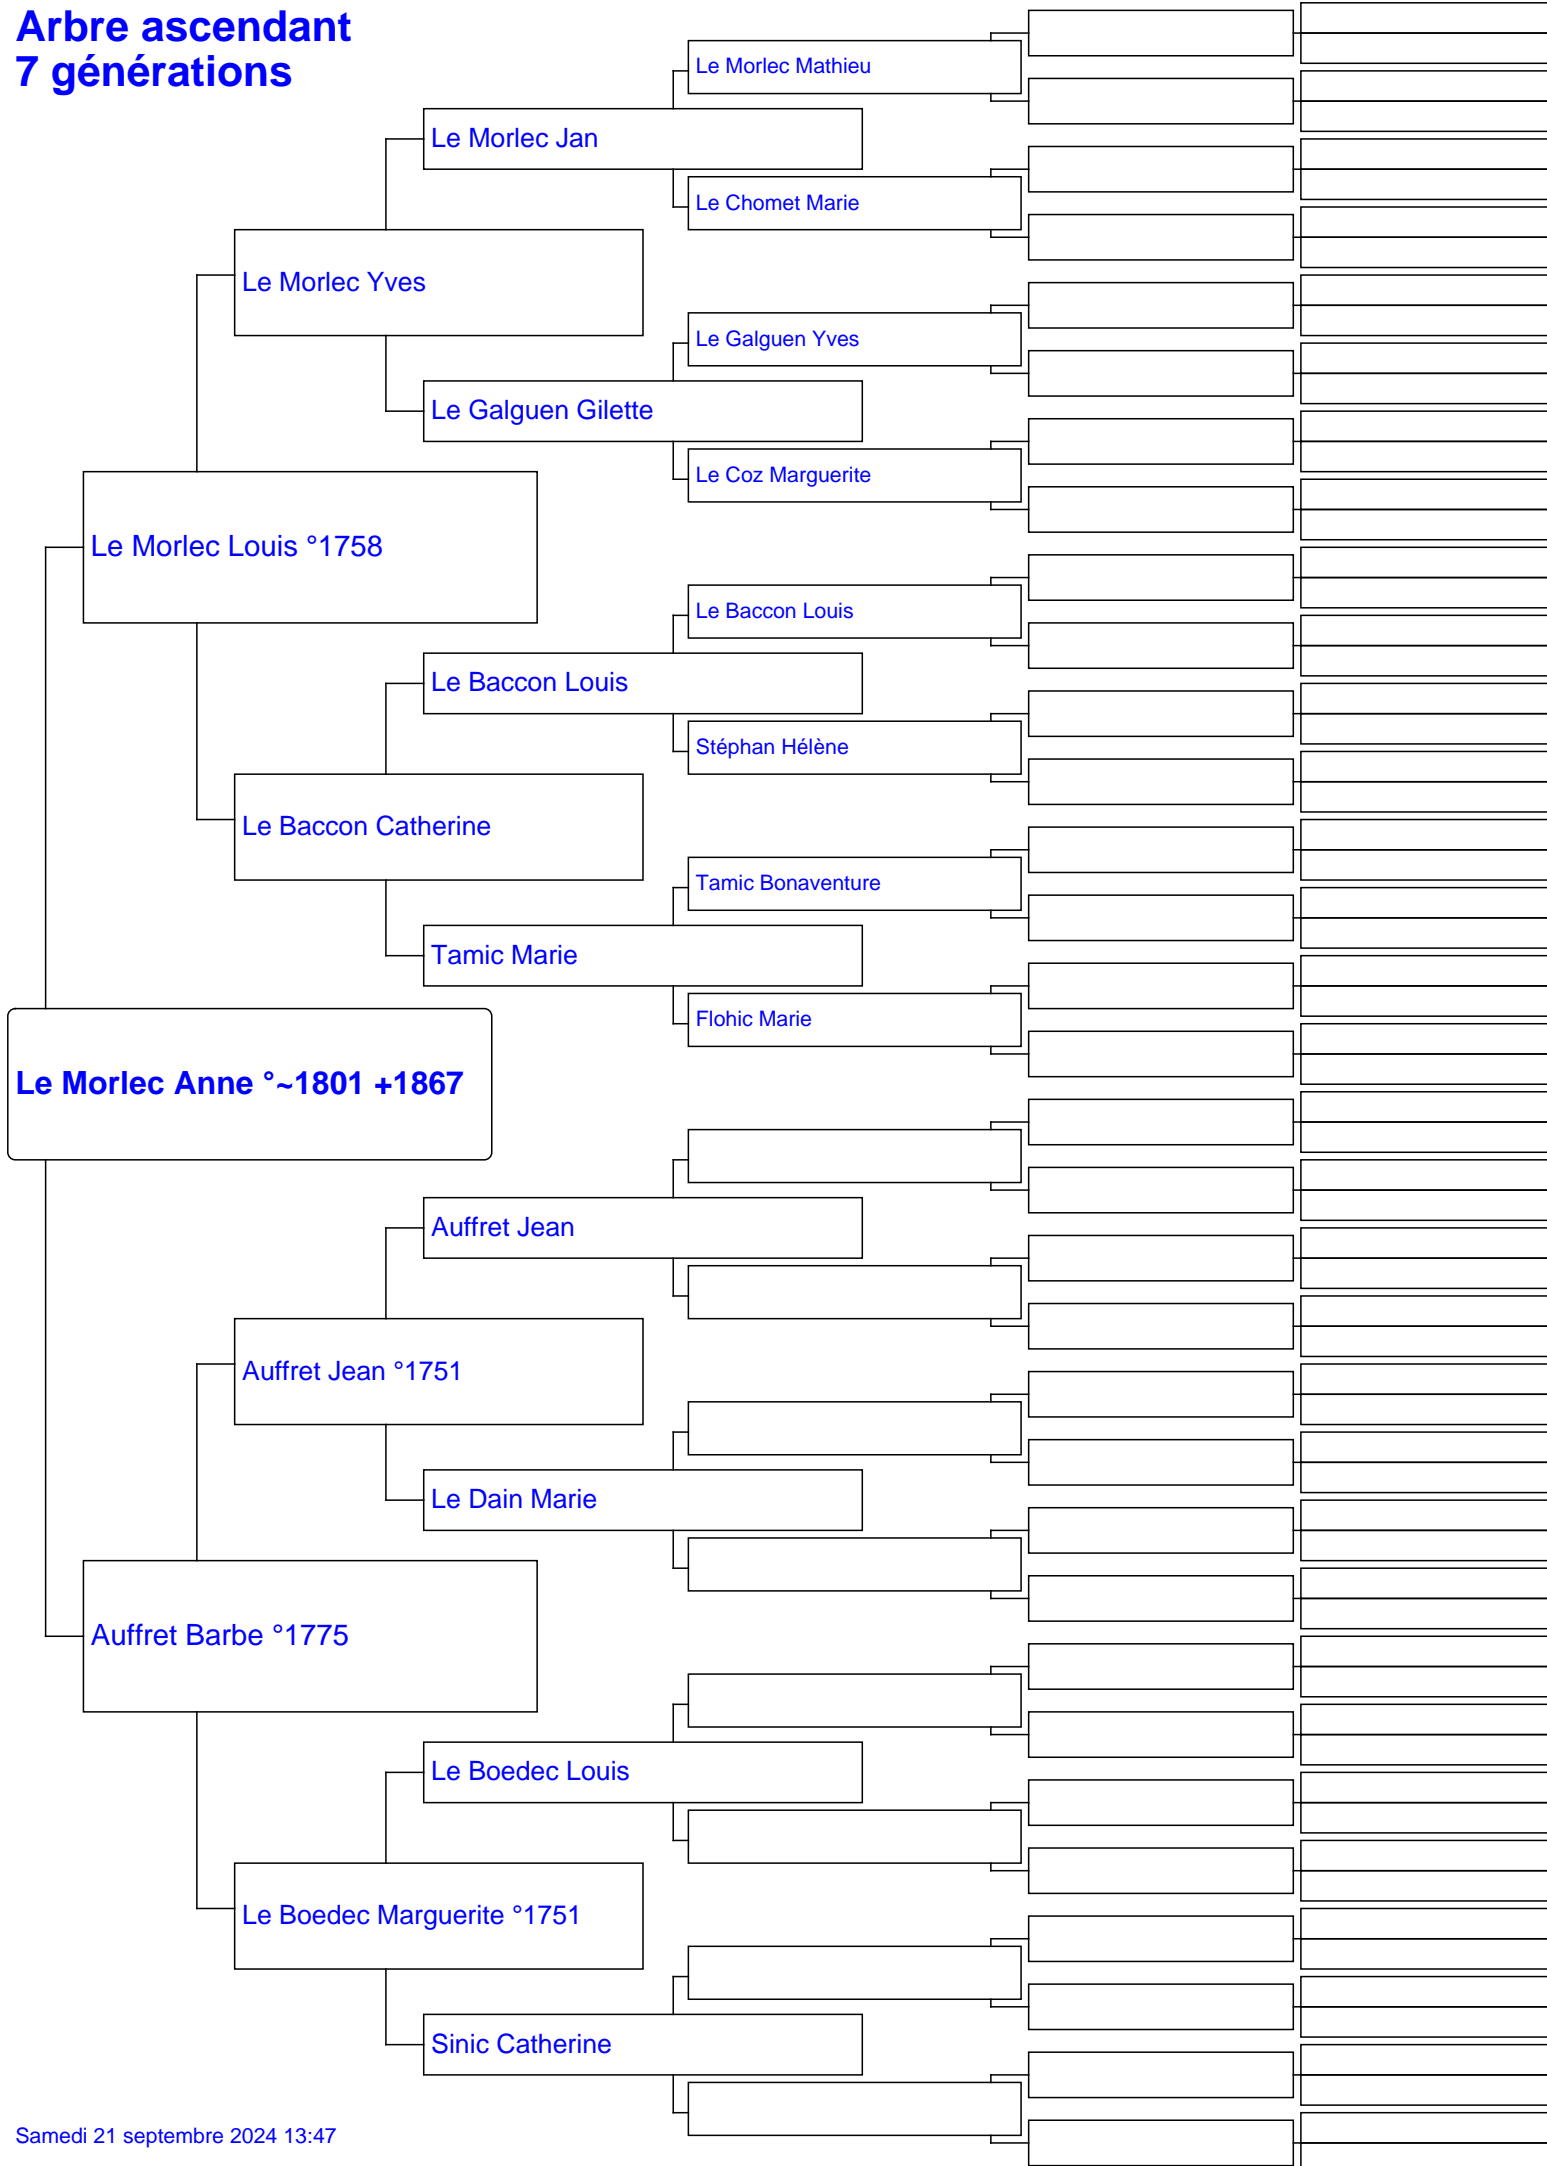 Arbre ascendant
7 générations
Le Morlec Mathieu
Le Morlec Jan
Le Chomet Marie
Le Morlec Yves
Le Galguen Yves
Le Galguen Gilette
Le Coz Marguerite
Le Morlec Louis °1758
Le Baccon Louis
Le Baccon Louis
Stéphan Hélène
Le Baccon Catherine
Tamic Bonaventure
Tamic Marie
Flohic Marie
Le Morlec Anne °~1801 +1867
Auffret Jean
Auffret Jean °1751
Le Dain Marie
Auffret Barbe °1775
Le Boedec Louis
Le Boedec Marguerite °1751
Sinic Catherine
Samedi 21 septembre 2024 13:47